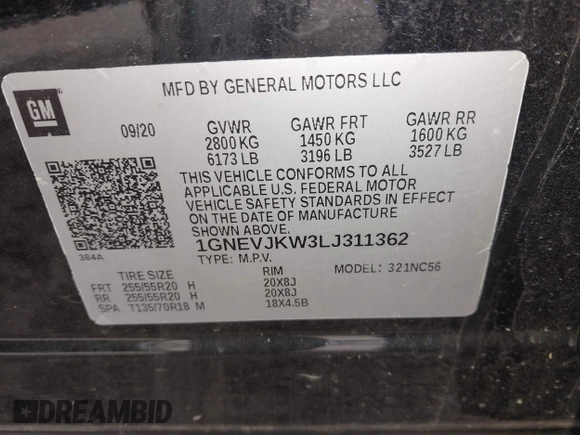 MFD BY GENERAL MOTORS LLC
GM
09/20 GVWR GAWR FRT GAWR RR
2800 KG 1450 KG 1600 KG
6173 LB 3196 LB 3527 LB
THIS VEHICLE CONFORMS TO ALL
APPLICABLE U.S. FEDERAL MOTOR
VEHICLE SAFETY STANDARDS IN EFFECT
ON THE DATE OF MANUFACTURE
SHOWN ABOVE.
384A
1GNEVJKW3LJ311362
TYPE: M.P.V. MODEL: 321NC56
TIRE SIZE RIM
FRT 255/55R20 H 20X8J
RR 255/55R20 H 20X8J
SPA T135/70R18 M 18X4.5B
DREAMBID